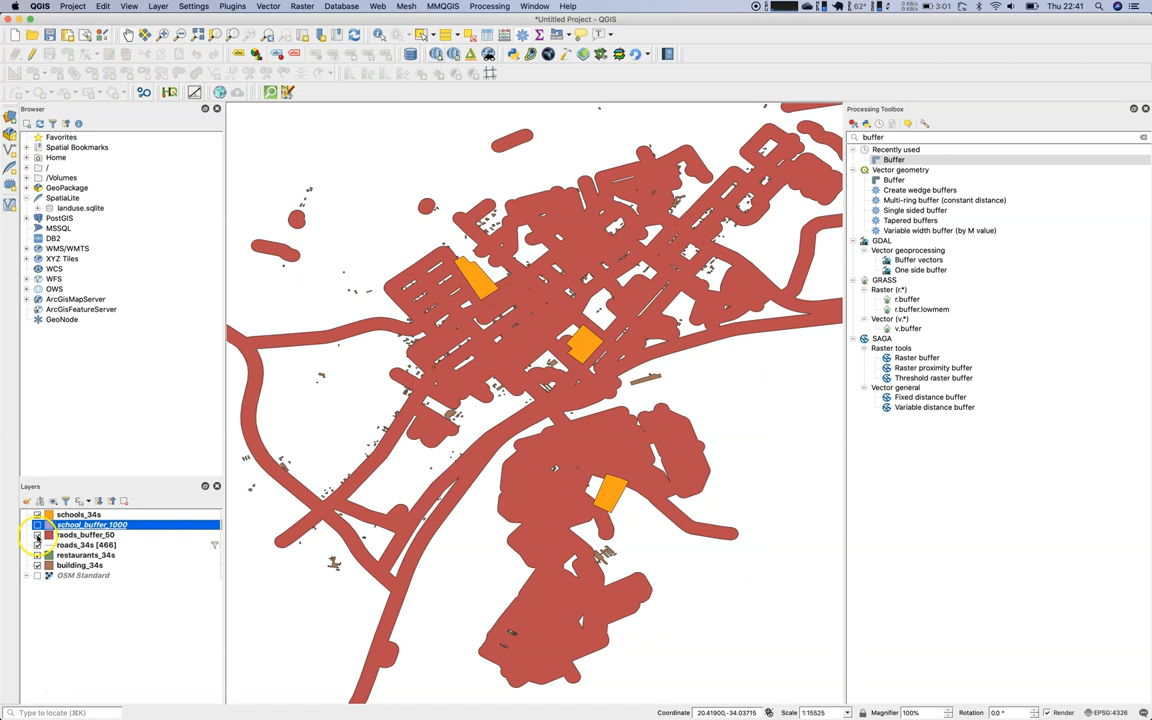 QGIS Project Edit View Layer Settings Plugins Vector Raster Database Web Mesh MMQGIS Processing Window Help
62° 3:01 Thu 22:41
*Untitled Project - QGIS
Browser
Favorites
Spatial Bookmarks
Home
/
/Volumes
GeoPackage
SpatiaLite
landuse.sqlite
PostGIS
MSSQL
DB2
WMS/WMTS
XYZ Tiles
WCS
WFS
OWS
ArcGisMapServer
ArcGisFeatureServer
GeoNode
Layers
schools_34s
school_buffer_1000
raods_buffer_50
roads_34s [466]
restaurants_34s
building_34s
OSM Standard
Processing Toolbox
buffer
Recently used
Buffer
Vector geometry
Buffer
Create wedge buffers
Multi-ring buffer (constant distance)
Single sided buffer
Tapered buffers
Variable width buffer (by M value)
GDAL
Vector geoprocessing
Buffer vectors
One side buffer
GRASS
Raster (r.*)
r.buffer
r.buffer.lowmem
Vector (v.*)
v.buffer
SAGA
Raster tools
Raster buffer
Raster proximity buffer
Threshold raster buffer
Vector general
Fixed distance buffer
Variable distance buffer
Type to locate (⌘K)
Coordinate 20.41900,-34.03715 Scale 1:15525 Magnifier 100% Rotation 0.0 ° Render EPSG:4326